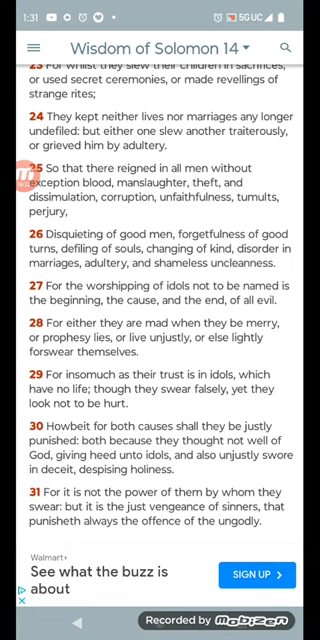 1:31
5G UC
Wisdom of Solomon 14
23 For whilst they slew their children in sacrifices,
or used secret ceremonies, or made revellings of
strange rites;
24 They kept neither lives nor marriages any longer
undefiled: but either one slew another traiterously,
or grieved him by adultery.
25 So that there reigned in all men without
exception blood, manslaughter, theft, and
dissimulation, corruption, unfaithfulness, tumults,
perjury,
26 Disquieting of good men, forgetfulness of good
turns, defiling of souls, changing of kind, disorder in
marriages, adultery, and shameless uncleanness.
27 For the worshipping of idols not to be named is
the beginning, the cause, and the end, of all evil.
28 For either they are mad when they be merry,
or prophesy lies, or live unjustly, or else lightly
forswear themselves.
29 For insomuch as their trust is in idols, which
have no life; though they swear falsely, yet they
look not to be hurt.
30 Howbeit for both causes shall they be justly
punished: both because they thought not well of
God, giving heed unto idols, and also unjustly swore
in deceit, despising holiness.
31 For it is not the power of them by whom they
swear: but it is the just vengeance of sinners, that
punisheth always the offence of the ungodly.
Walmart+
See what the buzz is
about
SIGN UP
Recorded by Mobizen